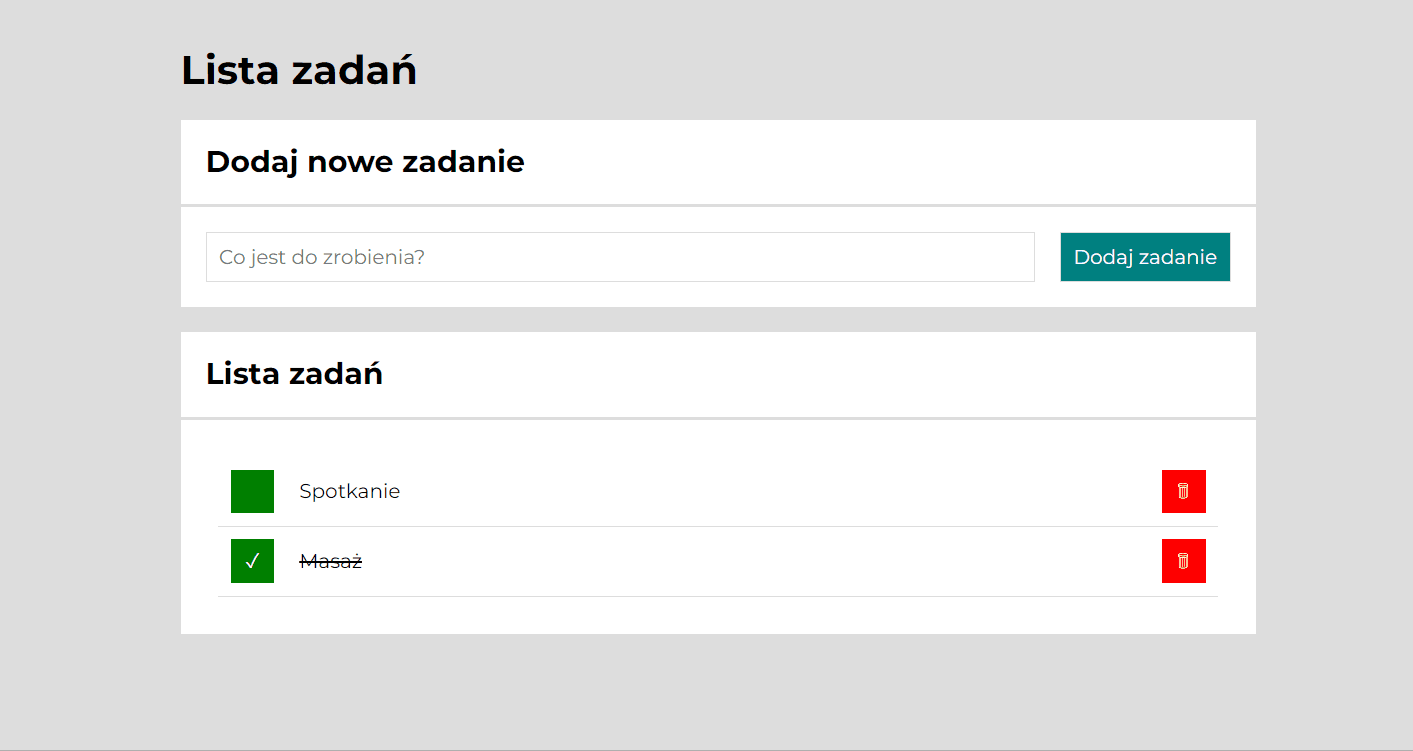 Lista zadań
Dodaj nowe zadanie
Co jest do zrobienia?
Dodaj zadanie
Lista zadań
Spotkanie
✓ Masaż